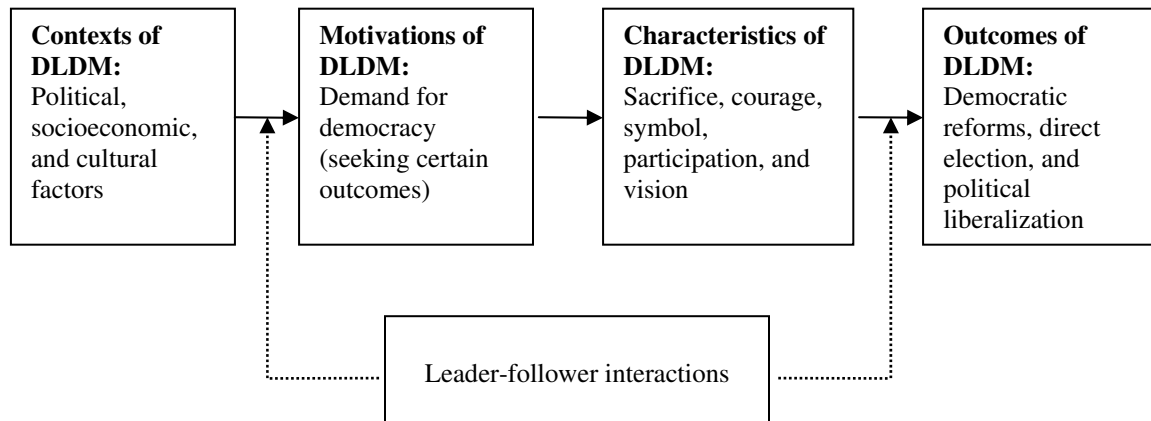 Contexts of
DLDM:
Political,
socioeconomic,
and cultural
factors
Motivations of
DLDM:
Demand for
democracy
(seeking certain
outcomes)
Characteristics of
DLDM:
Sacrifice, courage,
symbol,
participation, and
vision
Outcomes of
DLDM:
Democratic
reforms, direct
election, and
political
liberalization
Leader-follower interactions